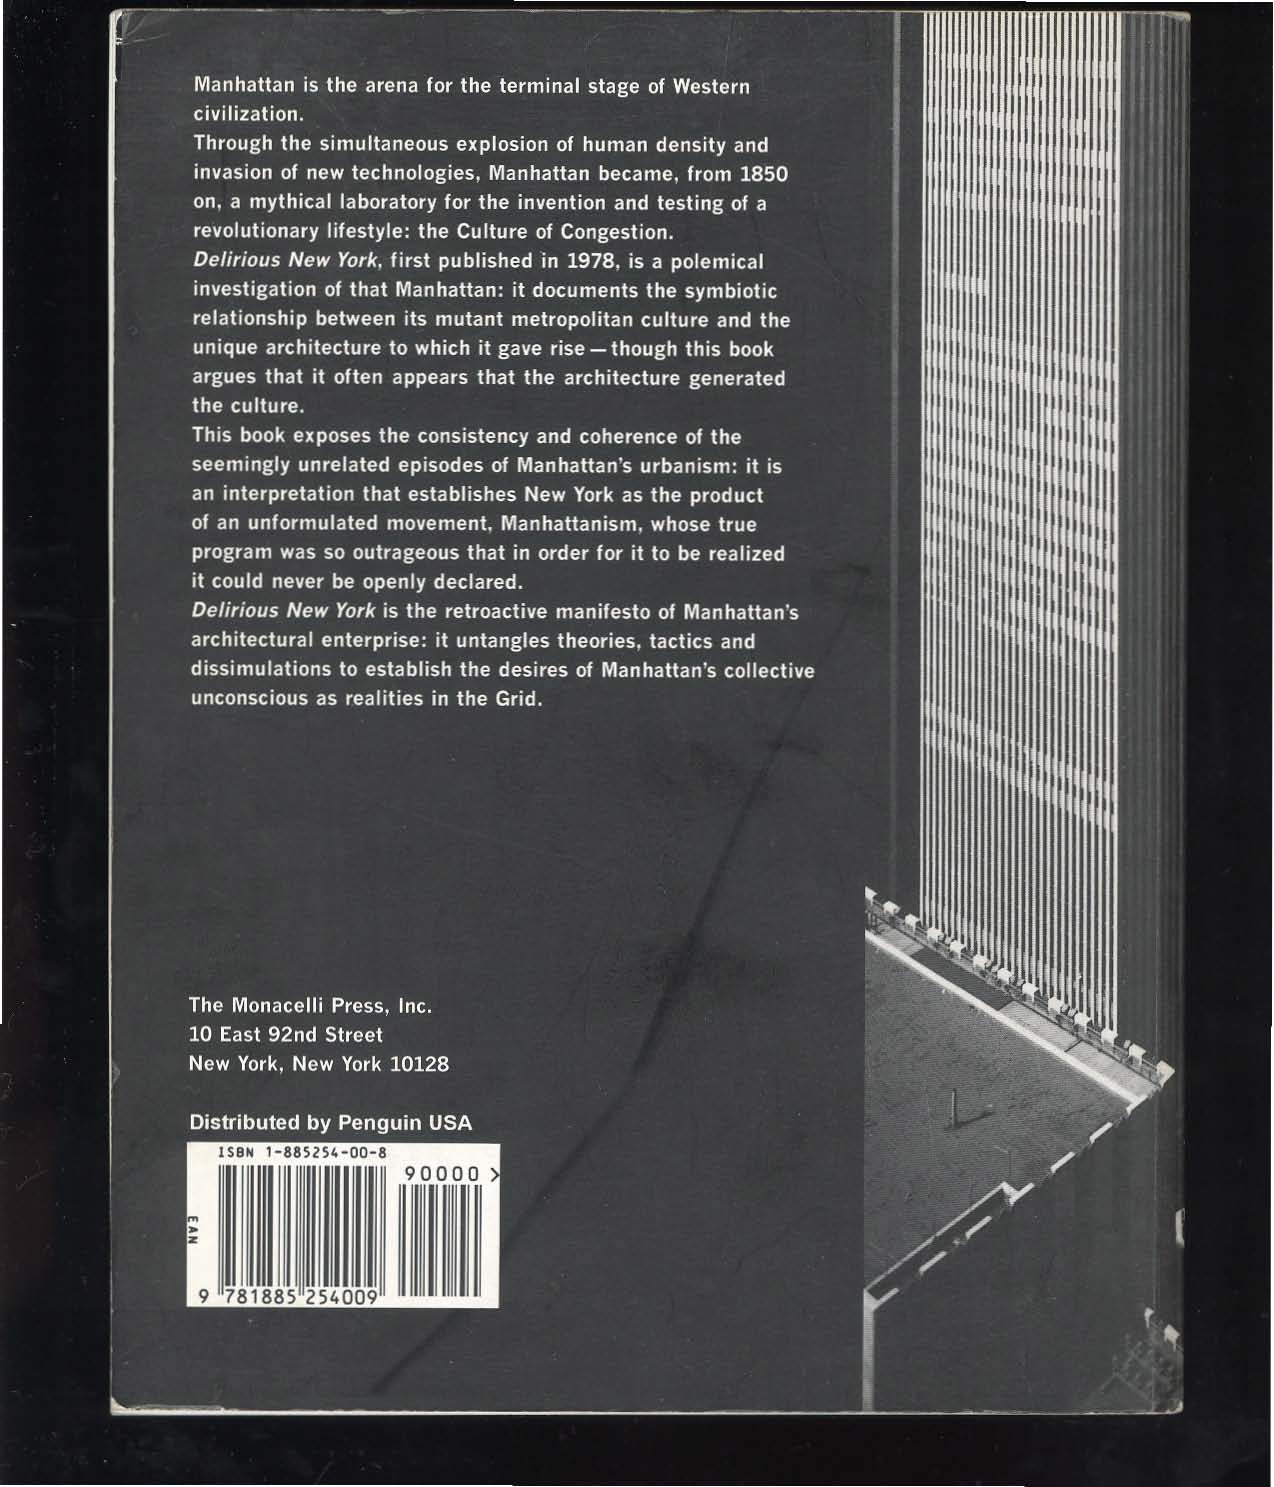 Manhattan is the arena for the terminal stage of Western
civilization.
Through the simultaneous explosion of human density and
invasion of new technologies, Manhattan became, from 1850
on, a mythical laboratory for the invention and testing of a
revolutionary lifestyle: the Culture of Congestion.
Delirious New York, first published in 1978, is a polemical
investigation of that Manhattan: it documents the symbiotic
relationship between its mutant metropolitan culture and the
unique architecture to which it gave rise — though this book
argues that it often appears that the architecture generated
the culture.
This book exposes the consistency and coherence of the
seemingly unrelated episodes of Manhattan's urbanism: it is
an interpretation that establishes New York as the product
of an unformulated movement, Manhattanism, whose true
program was so outrageous that in order for it to be realized
it could never be openly declared.
Delirious New York is the retroactive manifesto of Manhattan's
architectural enterprise: it untangles theories, tactics and
dissimulations to establish the desires of Manhattan's collective
unconscious as realities in the Grid.
The Monacelli Press, Inc.
10 East 92nd Street
New York, New York 10128
Distributed by Penguin USA
ISBN 1-885254-00-8
90000 >
EAN
9 781885 254009